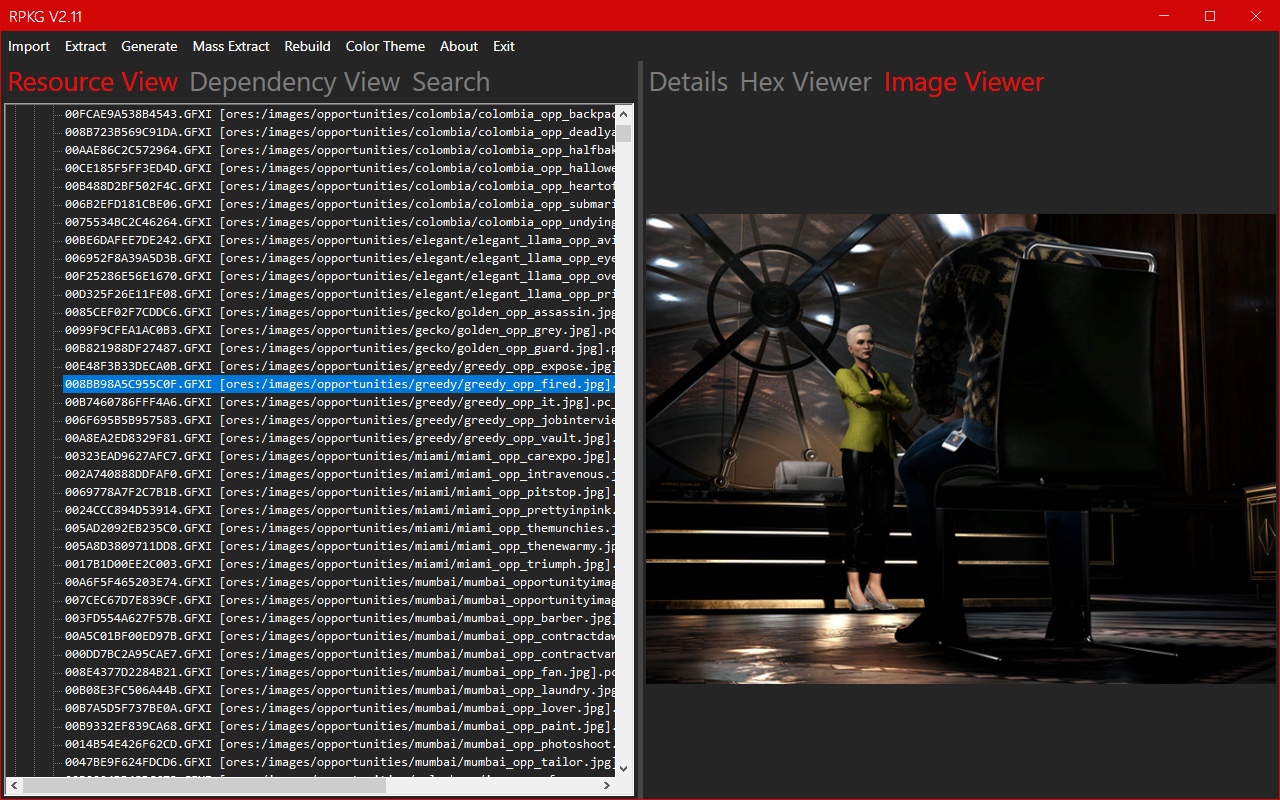 RPKG V2.11
Import Extract Generate Mass Extract Rebuild Color Theme About Exit
Resource View Dependency View Search
Details Hex Viewer Image Viewer
00FCAE9A538B4543.GFXI [ores:/images/opportunities/colombia/colombia_opp_backpac
008B723B569C91DA.GFXI [ores:/images/opportunities/colombia/colombia_opp_deadlya
00AAE86C2C572964.GFXI [ores:/images/opportunities/colombia/colombia_opp_halfbak
00CE185F5FF3ED4D.GFXI [ores:/images/opportunities/colombia/colombia_opp_hallowe
00B488D2BF502F4C.GFXI [ores:/images/opportunities/colombia/colombia_opp_heartof
006B2EFD181CBE06.GFXI [ores:/images/opportunities/colombia/colombia_opp_submari
0075534BC2C46264.GFXI [ores:/images/opportunities/colombia/colombia_opp_undying
00BE6DAFEE7DE242.GFXI [ores:/images/opportunities/elegant/elegant_llama_opp_avi
006952F8A39A5D3B.GFXI [ores:/images/opportunities/elegant/elegant_llama_opp_eye
00F25286E56E1670.GFXI [ores:/images/opportunities/elegant/elegant_llama_opp_ove
00D325F26E11FE08.GFXI [ores:/images/opportunities/elegant/elegant_llama_opp_pri
0085CEF02F7CDDC6.GFXI [ores:/images/opportunities/gecko/golden_opp_assassin.jpg
0099F9CFEA1AC0B3.GFXI [ores:/images/opportunities/gecko/golden_opp_grey.jpg].pc
00B821988DF27487.GFXI [ores:/images/opportunities/gecko/golden_opp_guard.jpg].p
00E48F3B33DECA0B.GFXI [ores:/images/opportunities/greedy/greedy_opp_expose.jpg]
008BB98A5C955C0F.GFXI [ores:/images/opportunities/greedy/greedy_opp_fired.jpg].
00B7460786FFF4A6.GFXI [ores:/images/opportunities/greedy/greedy_opp_it.jpg].pc_
006F695B5B957583.GFXI [ores:/images/opportunities/greedy/greedy_opp_jobintervie
00A8EA2ED8329F81.GFXI [ores:/images/opportunities/greedy/greedy_opp_vault.jpg].
00323EAD9627AFC7.GFXI [ores:/images/opportunities/miami/miami_opp_carexpo.jpg].
002A740888DDFAF0.GFXI [ores:/images/opportunities/miami/miami_opp_intravenous.j
0069778A7F2C7B1B.GFXI [ores:/images/opportunities/miami/miami_opp_pitstop.jpg].
0024CCC894D53914.GFXI [ores:/images/opportunities/miami/miami_opp_prettyinpink.
005AD2092EB235C0.GFXI [ores:/images/opportunities/miami/miami_opp_themunchies.j
005A8D3809711DD8.GFXI [ores:/images/opportunities/miami/miami_opp_thenewarmy.jp
0017B1D00EE2C003.GFXI [ores:/images/opportunities/miami/miami_opp_triumph.jpg].
00A6F5F465203E74.GFXI [ores:/images/opportunities/mumbai/mumbai_opportunityimag
007CEC67D7E839CF.GFXI [ores:/images/opportunities/mumbai/mumbai_opportunityimag
003FD554A627F57B.GFXI [ores:/images/opportunities/mumbai/mumbai_opp_barber.jpg]
00A5C01BF00ED97B.GFXI [ores:/images/opportunities/mumbai/mumbai_opp_contractdaw
000DD7BC2A95CAE7.GFXI [ores:/images/opportunities/mumbai/mumbai_opp_contractvan
008E4377D2284B21.GFXI [ores:/images/opportunities/mumbai/mumbai_opp_fan.jpg].pc
00B08E3FC506A44B.GFXI [ores:/images/opportunities/mumbai/mumbai_opp_laundry.jpg
00B7A5D5F737BE0A.GFXI [ores:/images/opportunities/mumbai/mumbai_opp_lover.jpg].
00B9332EF839CA68.GFXI [ores:/images/opportunities/mumbai/mumbai_opp_paint.jpg].
0014B54E426F62CD.GFXI [ores:/images/opportunities/mumbai/mumbai_opp_photoshoot.
0047BE9F624FDCD6.GFXI [ores:/images/opportunities/mumbai/mumbai_opp_tailor.jpg]